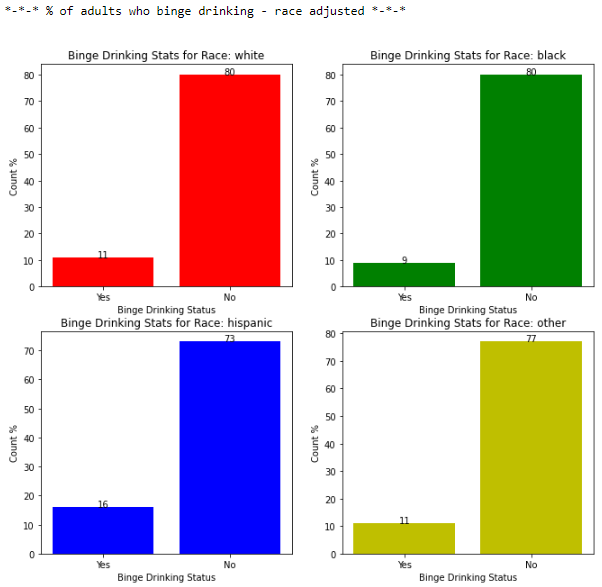 *-*-* % of adults who binge drinking - race adjusted *-*-*
Binge Drinking Stats for Race: white
80
70
60
50
40
30
20
10
0
Count %
11
80
Yes
No
Binge Drinking Status
Binge Drinking Stats for Race: black
80
70
60
50
40
30
20
10
0
Count %
9
80
Yes
No
Binge Drinking Status
Binge Drinking Stats for Race: hispanic
70
60
50
40
30
20
10
0
Count %
16
73
Yes
No
Binge Drinking Status
Binge Drinking Stats for Race: other
80
70
60
50
40
30
20
10
0
Count %
11
77
Yes
No
Binge Drinking Status